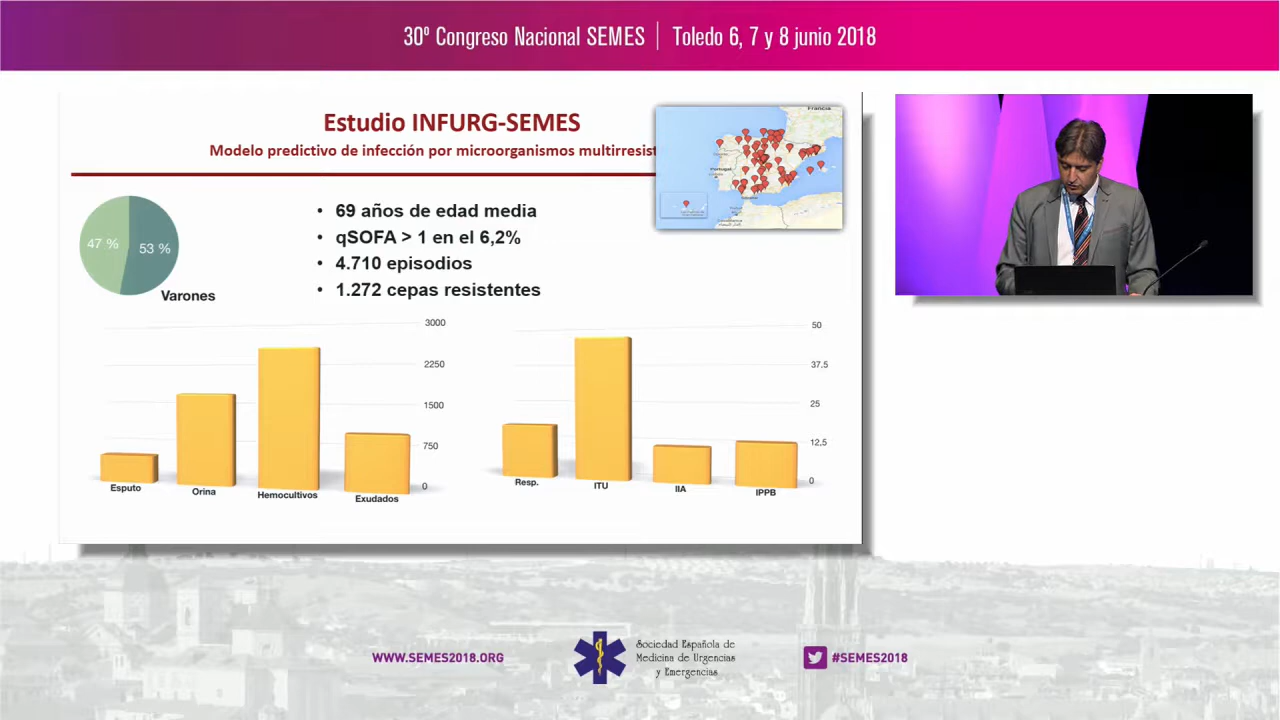 30º Congreso Nacional SEMES | Toledo 6, 7 y 8 junio 2018
Estudio INFURG-SEMES
Modelo predictivo de infección por microorganismos multirresist
Francia
Portugal
47 %
53 %
Varones
• 69 años de edad media
• qSOFA > 1 en el 6,2%
• 4.710 episodios
• 1.272 cepas resistentes
3000
2250
1500
750
0
Esputo
Orina
Hemocultivos
Exudados
50
37.5
25
12.5
0
Resp.
ITU
IIA
IPPB
WWW.SEMES2018.ORG
Sociedad Española de
Medicina de Urgencias
y Emergencias
#SEMES2018